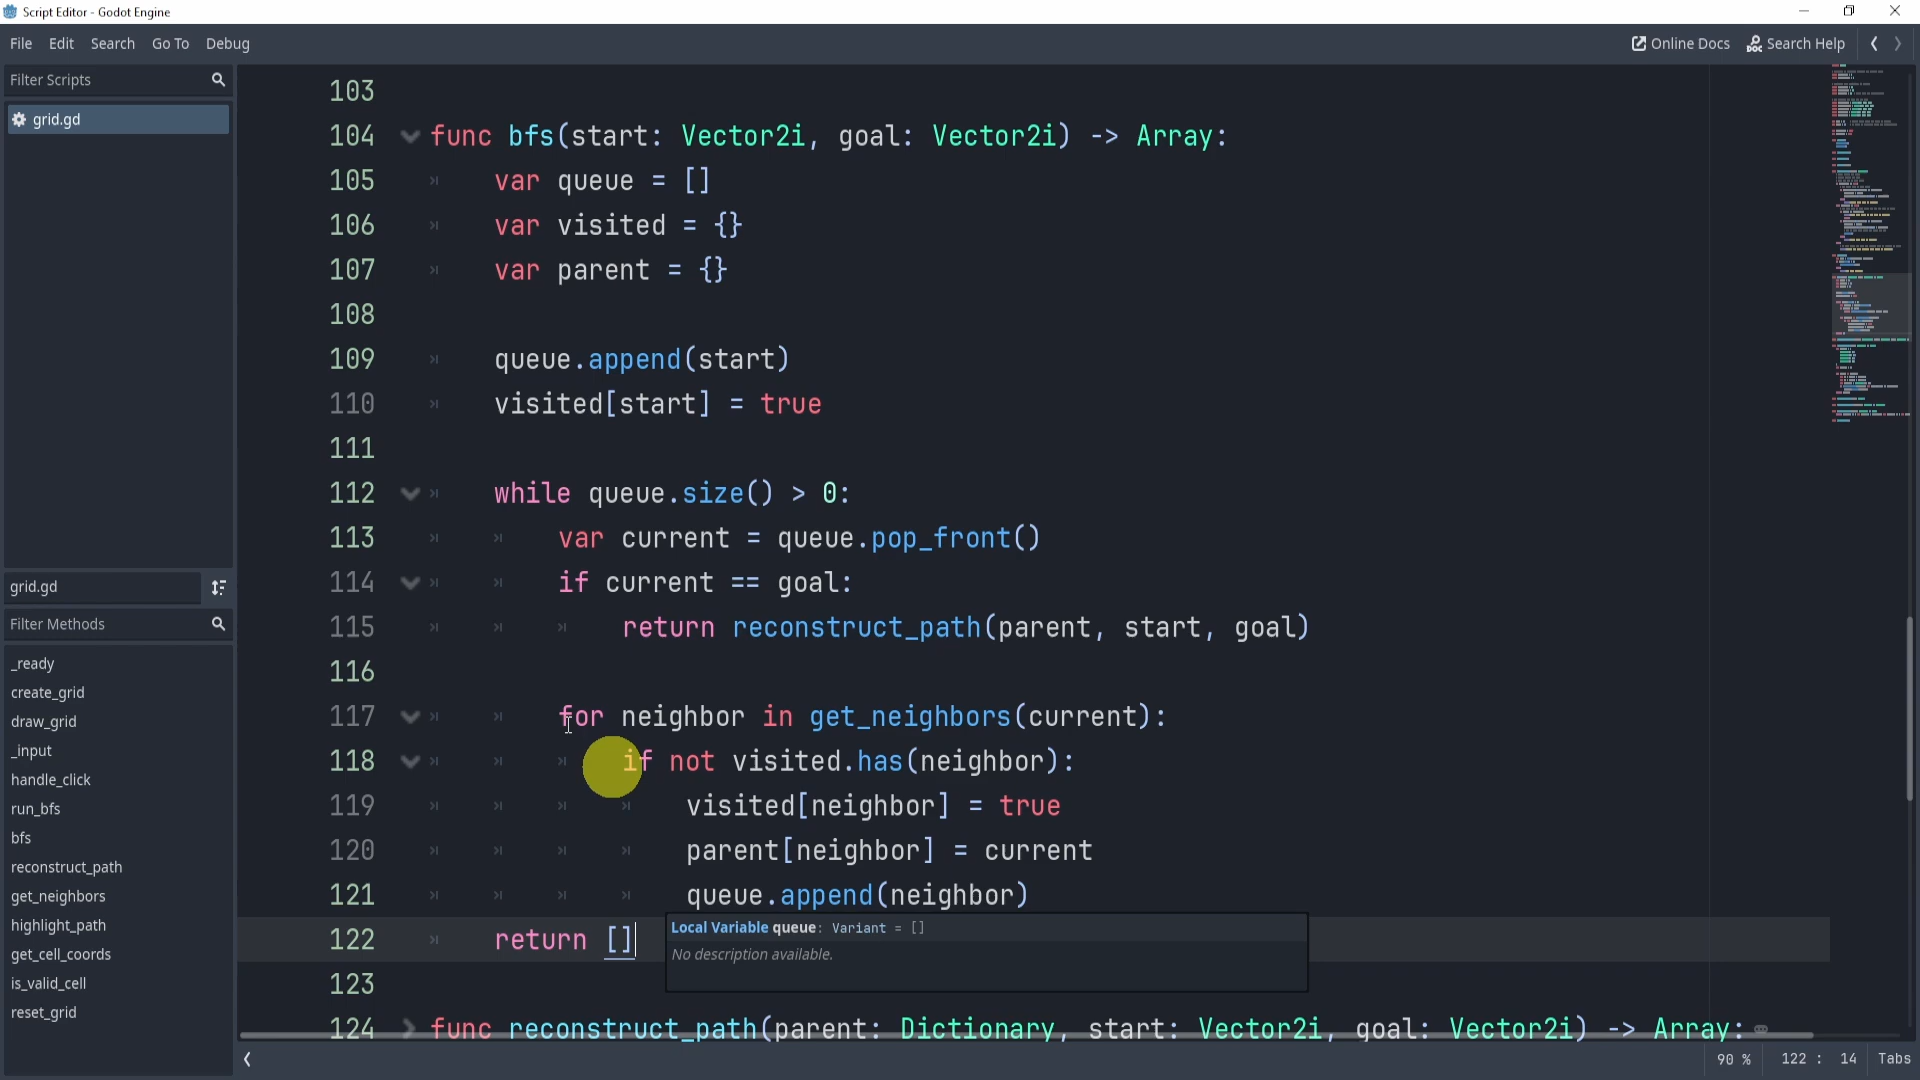 Script Editor - Godot Engine
File Edit Search Go To Debug
Online Docs Search Help
Filter Scripts
grid.gd
grid.gd
Filter Methods
_ready
create_grid
draw_grid
_input
handle_click
run_bfs
bfs
reconstruct_path
get_neighbors
highlight_path
get_cell_coords
is_valid_cell
reset_grid
103
104 func bfs(start: Vector2i, goal: Vector2i) -> Array:
105 var queue = []
106 var visited = {}
107 var parent = {}
108
109 queue.append(start)
110 visited[start] = true
111
112 while queue.size() > 0:
113 var current = queue.pop_front()
114 if current == goal:
115 return reconstruct_path(parent, start, goal)
116
117 for neighbor in get_neighbors(current):
118 if not visited.has(neighbor):
119 visited[neighbor] = true
120 parent[neighbor] = current
121 queue.append(neighbor)
122 return []
Local Variable queue: Variant = []
No description available.
123
124 func reconstruct_path(parent: Dictionary, start: Vector2i, goal: Vector2i) -> Array:
90 % 122 : 14 Tabs